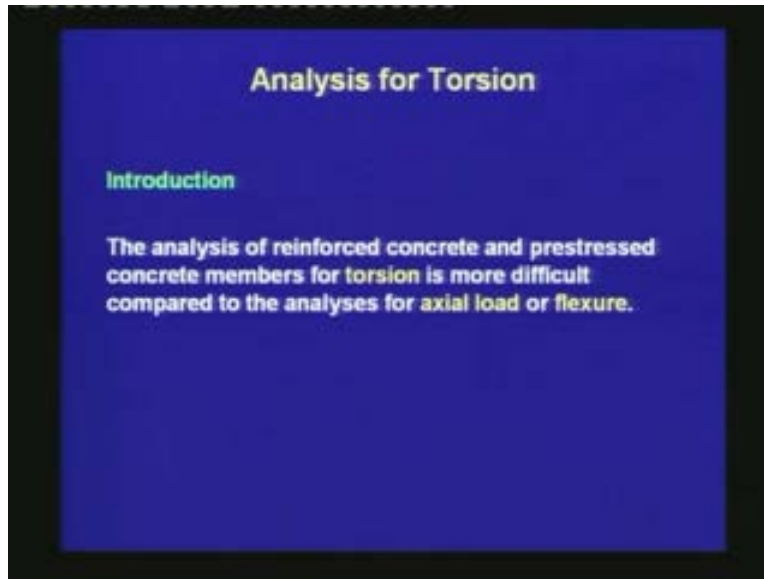 Analysis for Torsion
Introduction
The analysis of reinforced concrete and prestressed
concrete members for torsion is more difficult
compared to the analyses for axial load or flexure.